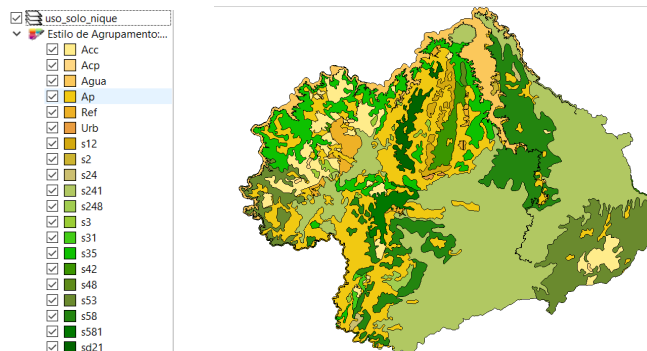 uso_solo_nique
Estilo de Agrupamento:...
Acc
Acp
Agua
Ap
Ref
Urb
s12
s2
s24
s241
s248
s3
s31
s35
s42
s48
s53
s58
s581
sd21